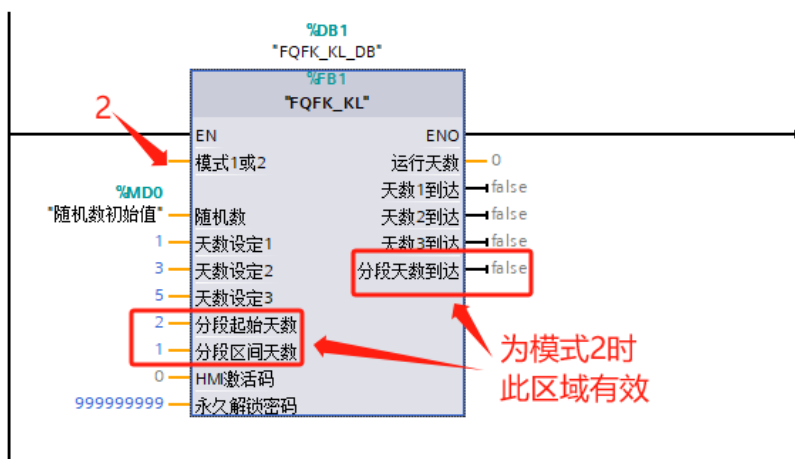 %DB1
"FQFK_KL_DB"
%FB1
"FQFK_KL"
2
EN ENO
模式1或2 运行天数 0
天数1到达 false
%MD0
"随机数初始值" 随机数 天数2到达 false
1 天数设定1 天数3到达 false
3 天数设定2 分段天数到达 false
5 天数设定3
2 分段起始天数
1 分段区间天数
0 HMI激活码
999999999 永久解锁密码
为模式2时
此区域有效